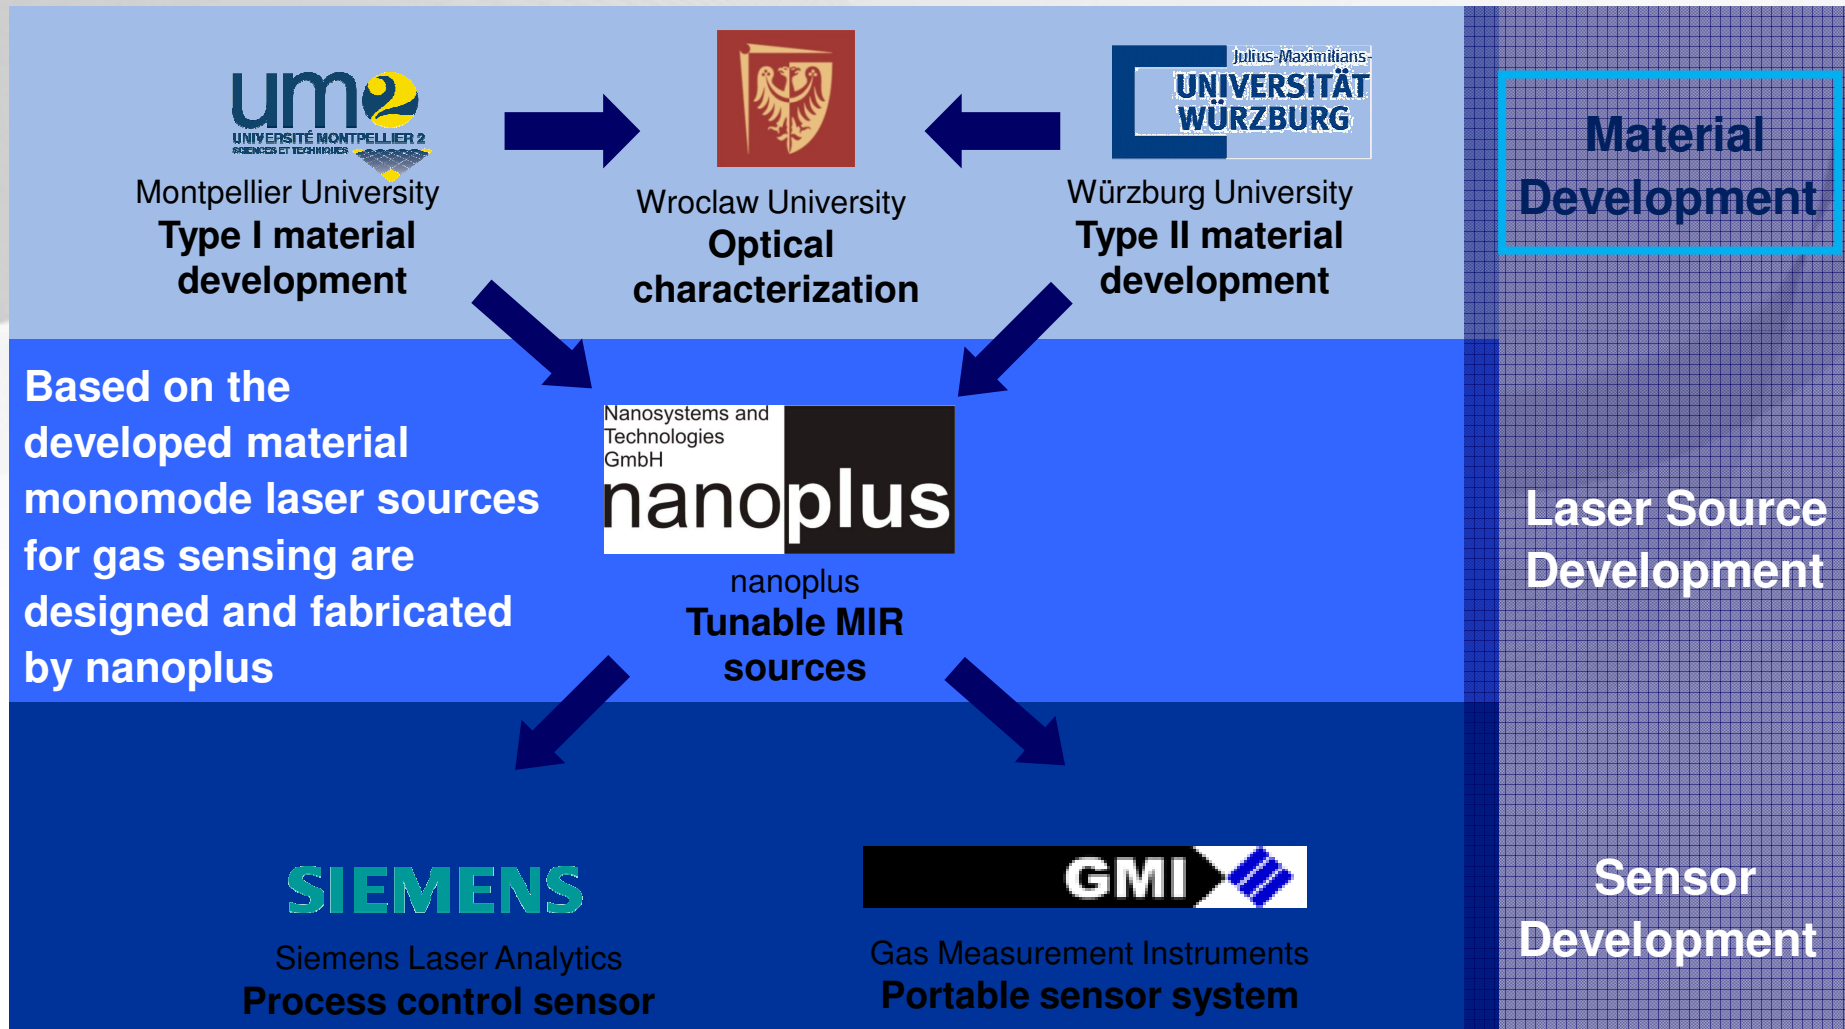 um2
UNIVERSITÉ MONTPELLIER 2
SCIENCES ET TECHNIQUES
Montpellier University
Type I material
development
Wroclaw University
Optical
characterization
Julius-Maximilians-
UNIVERSITÄT
WÜRZBURG
Würzburg University
Type II material
development
Material
Development
Based on the
developed material
monomode laser sources
for gas sensing are
designed and fabricated
by nanoplus
Nanosystems and
Technologies
GmbH
nanoplus
nanoplus
Tunable MIR
sources
Laser Source
Development
SIEMENS
Siemens Laser Analytics
Process control sensor
GMI
Gas Measurement Instruments
Portable sensor system
Sensor
Development